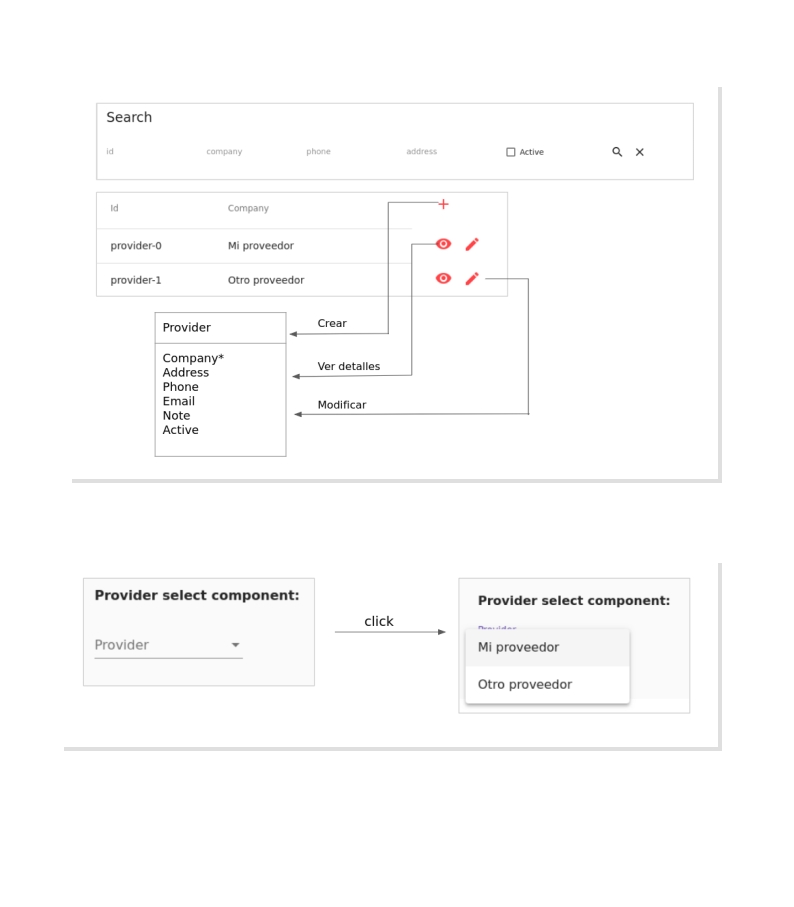 Search
id company phone address Active
Id Company
provider-0 Mi proveedor
provider-1 Otro proveedor
Provider
Crear
Company*
Address
Phone
Email
Note
Active
Ver detalles
Modificar
Provider select component:
Provider
click
Provider select component:
Provider
Mi proveedor
Otro proveedor